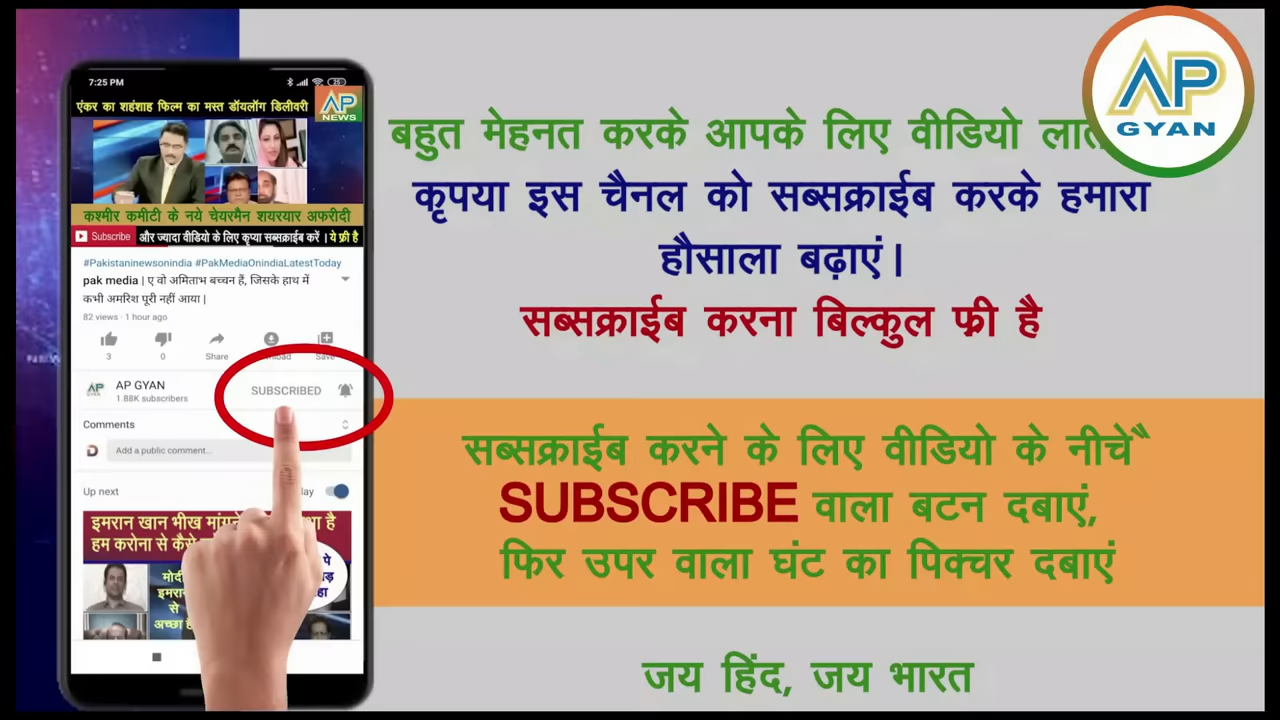 AP
GYAN
बहुत मेहनत करके आपके लिए वीडियो
कृपया इस चैनल को सब्सक्राईब करके हमारा
हौसाला बढ़ाएं।
सब्सक्राईब करना बिल्कुल फ्री है
सब्सक्राईब करने के लिए वीडियो के नीचे"
SUBSCRIBE वाला बटन दबाएं,
फिर उपर वाला घंट का पिक्चर दबाएं
जय हिंद, जय भारत
7:25 PM
एंकर का शहंशाह फिल्म का मस्त डॉयलॉग डिलीवरी
AP
NEWS
कश्मीर कमीटी के नये चेयरमैन शयरयार अफरीदी
Subscribe और ज्यादा वीडियो के लिए कृप्या सब्सक्राईब करें । ये फ्री है
#Pakistaninewsonindia #PakMediaOnindiaLatestToday
pak media | ए वो अमिताभ बच्चन हैं, जिसके हाथ में
कभी अमरिश पूरी नहीं आया |
82 views · 1 hour ago
3 0 Share Save
AP GYAN
1.88K subscribers
SUBSCRIBED
Comments
Add a public comment...
Up next
इमरान खान भीख मांगने है
हम करोना से कैसे
मोदी
से
अच्छा